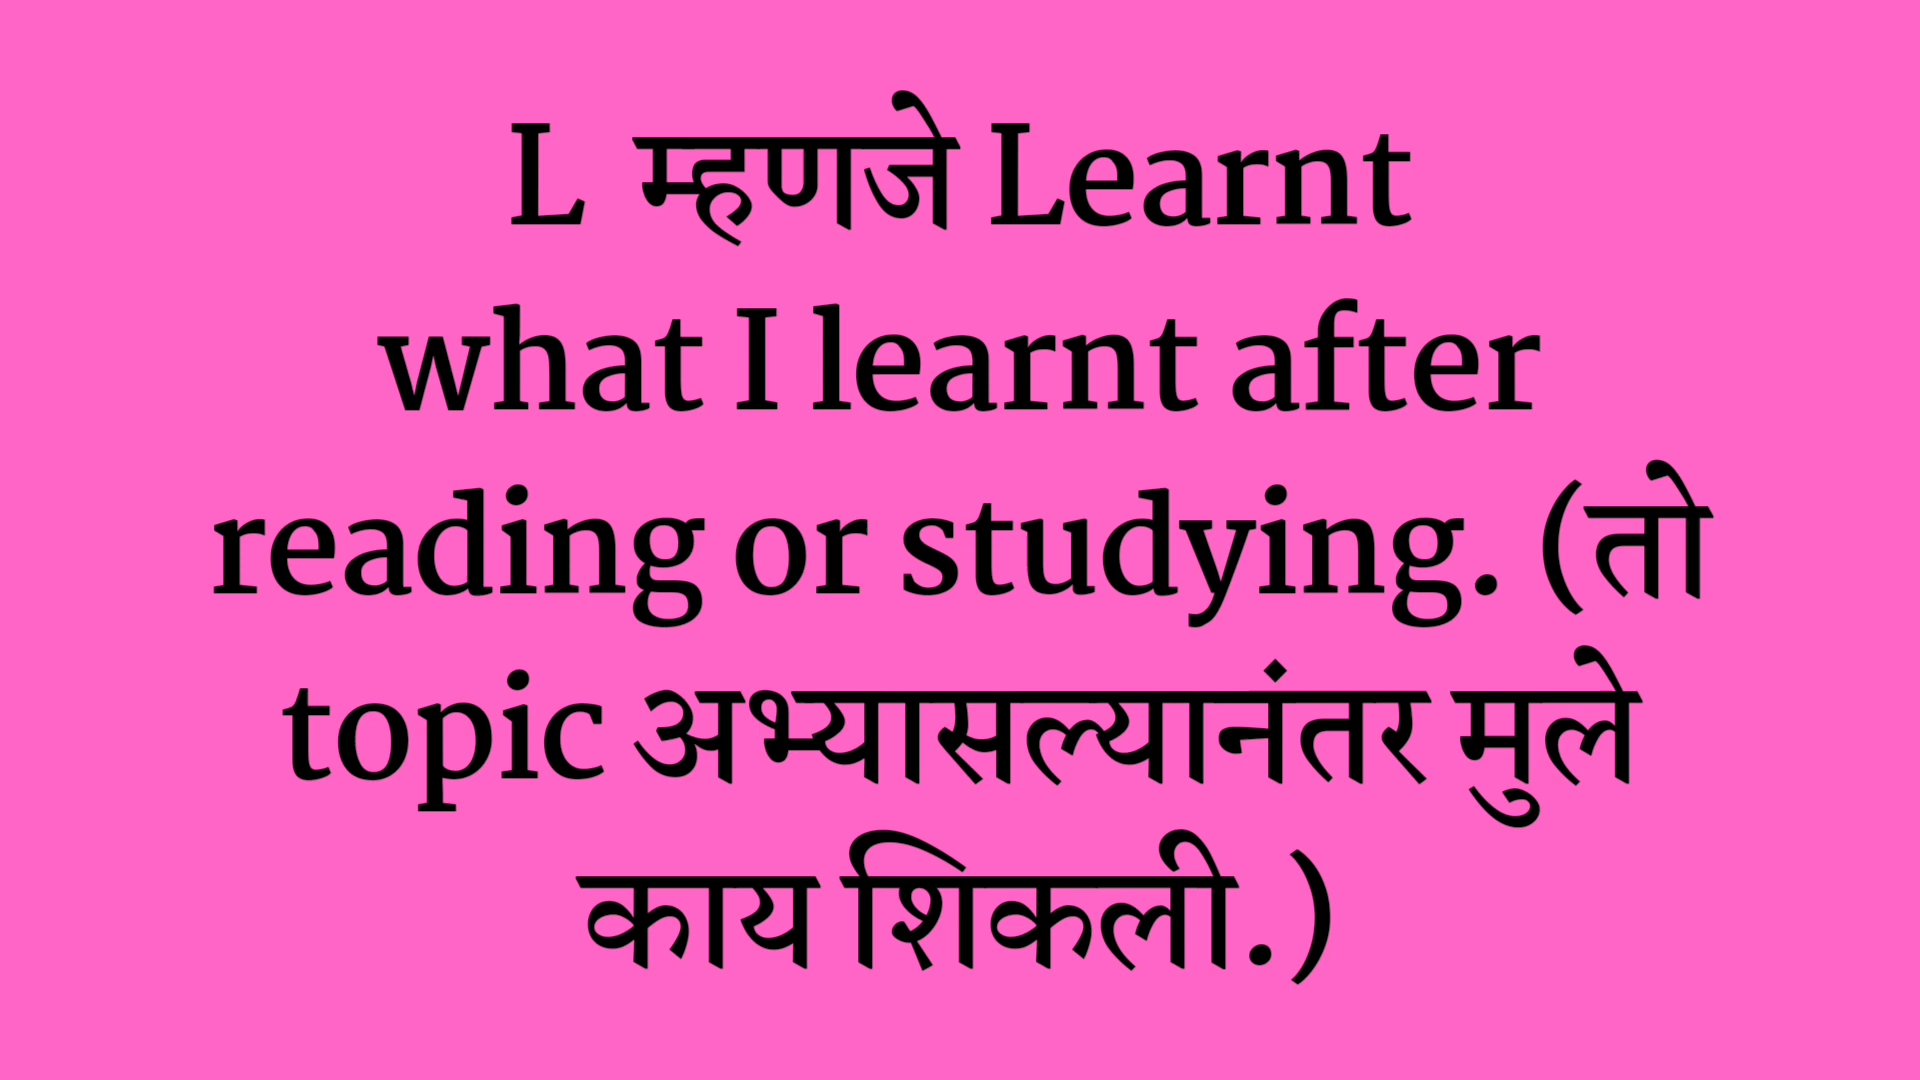 L म्हणजे Learnt
what I learnt after
reading or studying. (तो
topic अभ्यासल्यानंतर मुले
काय शिकली.)